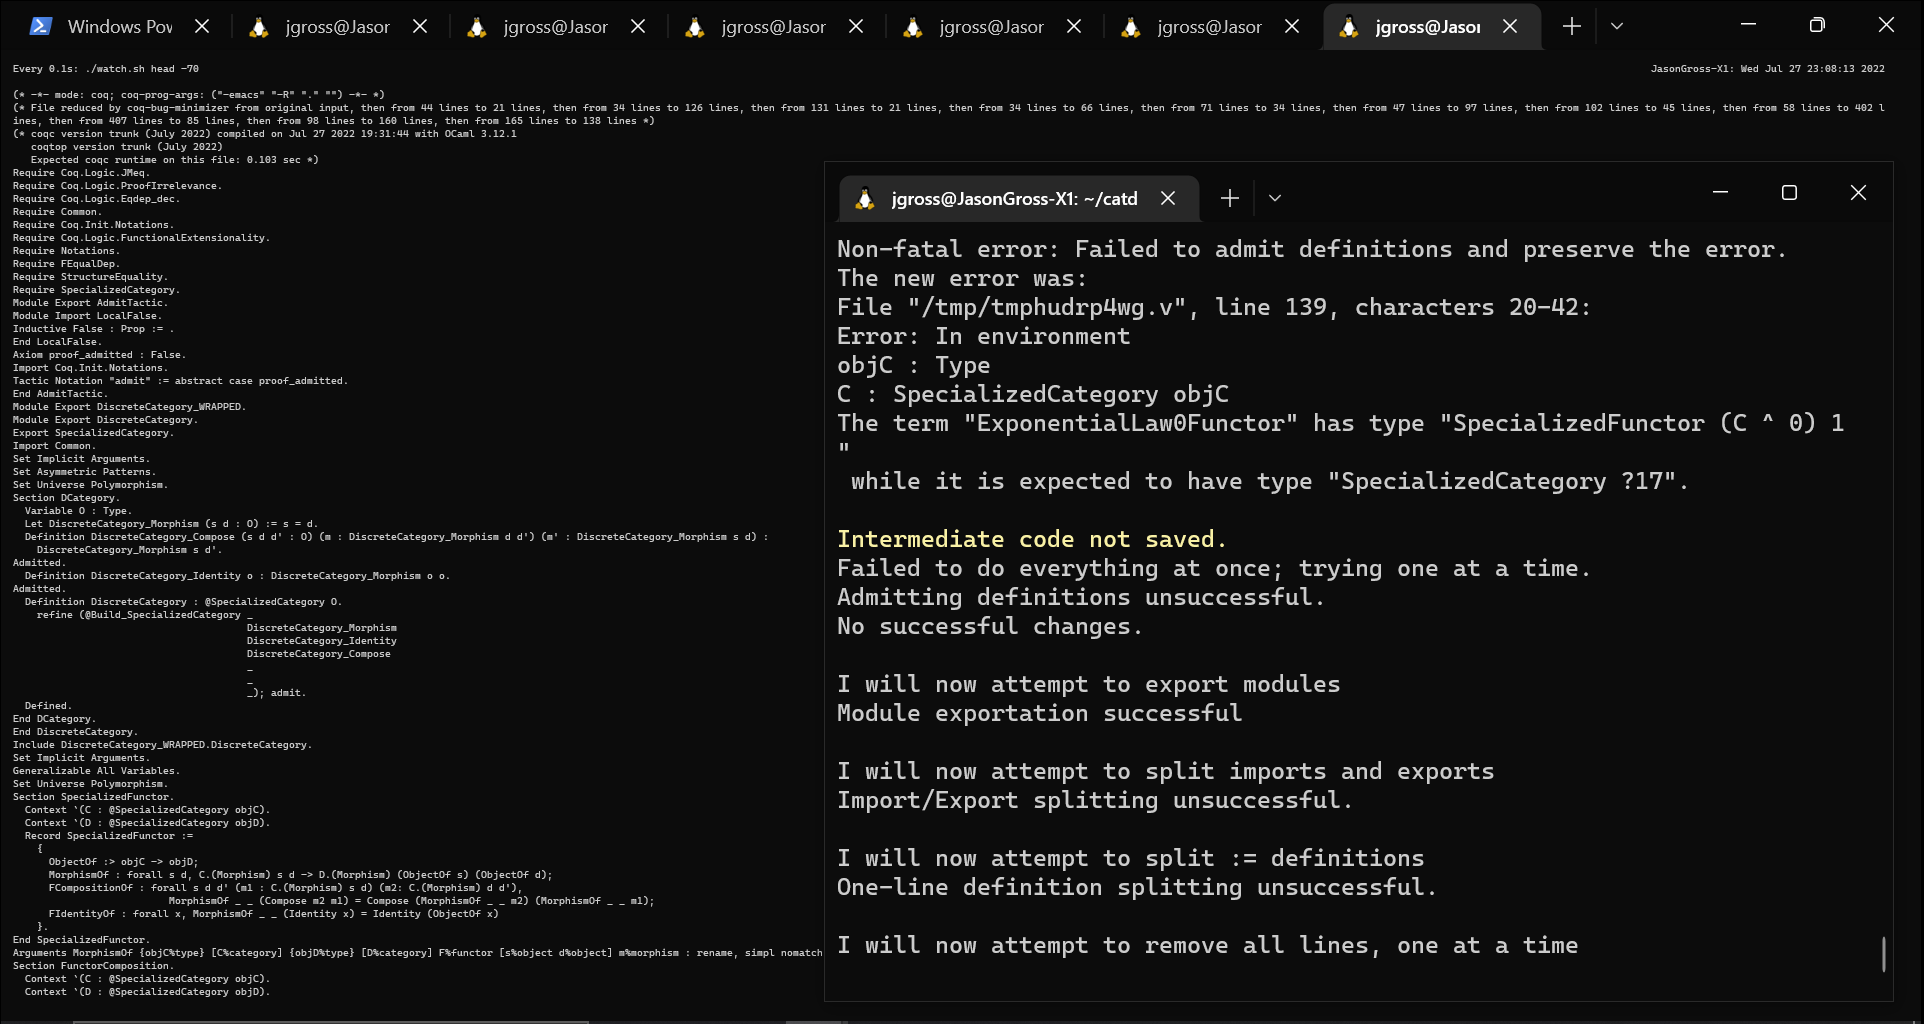 Windows Pov
jgross@Jasor
jgross@Jasor
jgross@Jasor
jgross@Jasor
jgross@Jasor
jgross@Jasor
Every 0.1s: ./watch.sh head -70
JasonGross-X1: Wed Jul 27 23:08:13 2022
(* -*- mode: coq; coq-prog-args: ("-emacs" "-R" "." "") -*- *)
(* File reduced by coq-bug-minimizer from original input, then from 44 lines to 21 lines, then from 34 lines to 126 lines, then from 131 lines to 21 lines, then from 34 lines to 66 lines, then from 71 lines to 34 lines, then from 47 lines to 97 lines, then from 102 lines to 45 lines, then from 58 lines to 402 l
ines, then from 407 lines to 85 lines, then from 98 lines to 160 lines, then from 165 lines to 138 lines *)
(* coqc version trunk (July 2022) compiled on Jul 27 2022 19:31:44 with OCaml 3.12.1
coqtop version trunk (July 2022)
Expected coqc runtime on this file: 0.103 sec *)
Require Coq.Logic.JMeq.
Require Coq.Logic.ProofIrrelevance.
Require Coq.Logic.Eqdep_dec.
Require Common.
Require Coq.Init.Notations.
Require Coq.Logic.FunctionalExtensionality.
Require Notations.
Require FEqualDep.
Require StructureEquality.
Require SpecializedCategory.
Module Export AdmitTactic.
Module Import LocalFalse.
Inductive False : Prop := .
End LocalFalse.
Axiom proof_admitted : False.
Import Coq.Init.Notations.
Tactic Notation "admit" := abstract case proof_admitted.
End AdmitTactic.
Module Export DiscreteCategory_WRAPPED.
Module Export DiscreteCategory.
Export SpecializedCategory.
Import Common.
Set Implicit Arguments.
Set Asymmetric Patterns.
Set Universe Polymorphism.
Section DCategory.
Variable O : Type.
Let DiscreteCategory_Morphism (s d : O) := s = d.
Definition DiscreteCategory_Compose (s d d' : O) (m : DiscreteCategory_Morphism d d') (m' : DiscreteCategory_Morphism s d) :
DiscreteCategory_Morphism s d'.
Admitted.
Definition DiscreteCategory_Identity o : DiscreteCategory_Morphism o o.
Admitted.
Definition DiscreteCategory : @SpecializedCategory O.
refine (@Build_SpecializedCategory _
DiscreteCategory_Morphism
DiscreteCategory_Identity
DiscreteCategory_Compose
_
_
_); admit.
Defined.
End DCategory.
End DiscreteCategory.
Include DiscreteCategory_WRAPPED.DiscreteCategory.
Set Implicit Arguments.
Generalizable All Variables.
Set Universe Polymorphism.
Section SpecializedFunctor.
Context `(C : @SpecializedCategory objC).
Context `(D : @SpecializedCategory objD).
Record SpecializedFunctor :=
{
ObjectOf :> objC -> objD;
MorphismOf : forall s d, C.(Morphism) s d -> D.(Morphism) (ObjectOf s) (ObjectOf d);
FCompositionOf : forall s d d' (m1 : C.(Morphism) s d) (m2: C.(Morphism) d d'),
MorphismOf _ _ (Compose m2 m1) = Compose (MorphismOf _ _ m2) (MorphismOf _ _ m1);
FIdentityOf : forall x, MorphismOf _ _ (Identity x) = Identity (ObjectOf x)
}.
End SpecializedFunctor.
Arguments MorphismOf {objC%type} [C%category] {objD%type} [D%category] F%functor [s%object d%object] m%morphism : rename, simpl nomatch
Section FunctorComposition.
Context `(C : @SpecializedCategory objC).
Context `(D : @SpecializedCategory objD).
jgross@JasonGross-X1: ~/catd
Non-fatal error: Failed to admit definitions and preserve the error.
The new error was:
File "/tmp/tmphudrp4wg.v", line 139, characters 20-42:
Error: In environment
objC : Type
C : SpecializedCategory objC
The term "ExponentialLaw0Functor" has type "SpecializedFunctor (C ^ 0) 1
"
while it is expected to have type "SpecializedCategory ?17".
Intermediate code not saved.
Failed to do everything at once; trying one at a time.
Admitting definitions unsuccessful.
No successful changes.
I will now attempt to export modules
Module exportation successful
I will now attempt to split imports and exports
Import/Export splitting unsuccessful.
I will now attempt to split := definitions
One-line definition splitting unsuccessful.
I will now attempt to remove all lines, one at a time